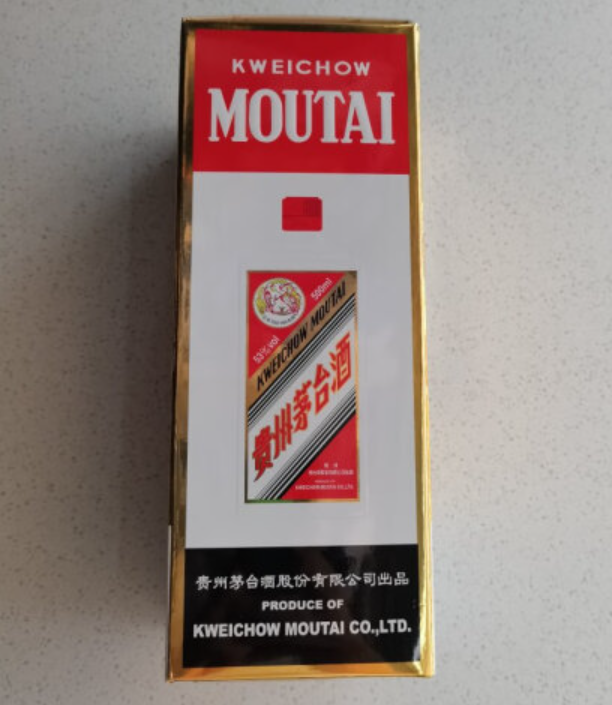 KWEICHOW
MOUTAI
500ml
53%vol
KWEICHOW MOUTAI
贵州茅台酒
贵州茅台酒股份有限公司出品
PRODUCE OF
KWEICHOW MOUTAI CO.,LTD.